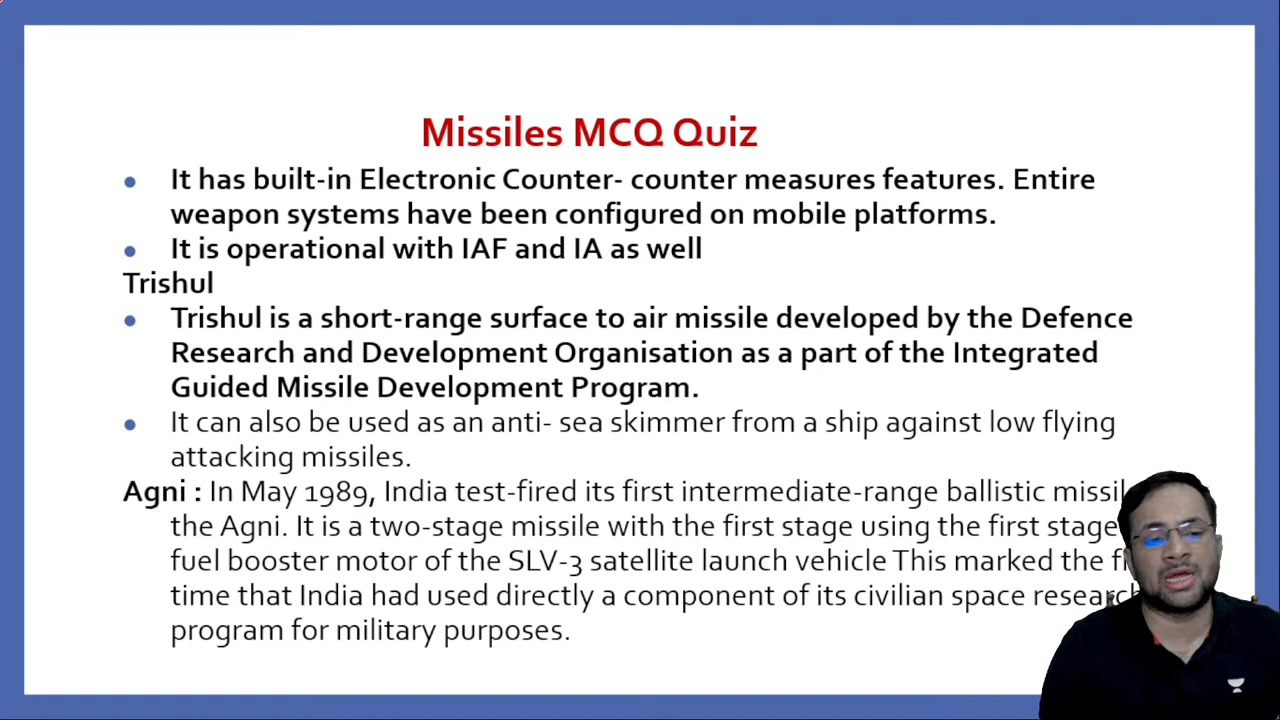 Missiles MCQ Quiz
• It has built-in Electronic Counter- counter measures features. Entire
weapon systems have been configured on mobile platforms.
• It is operational with IAF and IA as well
Trishul
• Trishul is a short-range surface to air missile developed by the Defence
Research and Development Organisation as a part of the Integrated
Guided Missile Development Program.
• It can also be used as an anti- sea skimmer from a ship against low flying
attacking missiles.
Agni : In May 1989, India test-fired its first intermediate-range ballistic
the Agni. It is a two-stage missile with the first stage using the first stage
fuel booster motor of the SLV-3 satellite launch vehicle This marked the
time that India had used directly a component of its civilian space research
program for military purposes.